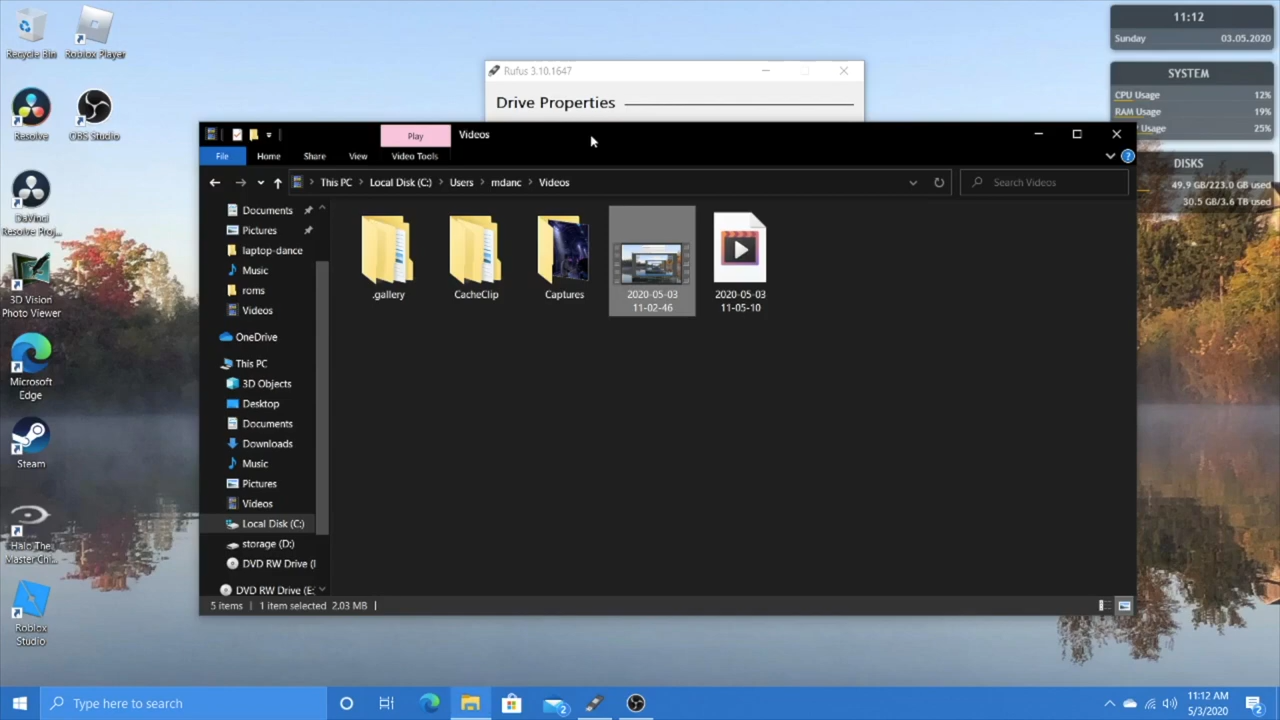 Recycle Bin
Roblox Player
Resolve
OBS Studio
DaVinci
Resolve Proj...
3D Vision
Photo Viewer
Microsoft
Edge
Steam
Halo The
Master Chi...
Roblox
Studio
11:12
Sunday 03.05.2020
SYSTEM
CPU Usage 12%
RAM Usage 19%
Usage 25%
DISKS
49.9 GB/223.0 GB used
30.5 GB/3.6 TB used
Rufus 3.10.1647
Drive Properties
Play Videos
File Home Share View Video Tools
This PC > Local Disk (C:) > Users > mdanc > Videos
Search Videos
Documents
Pictures
laptop-dance
Music
roms
Videos
OneDrive
This PC
3D Objects
Desktop
Documents
Downloads
Music
Pictures
Videos
Local Disk (C:)
storage (D:)
DVD RW Drive (I
DVD RW Drive (E:
.gallery
CacheClip
Captures
2020-05-03
11-02-46
2020-05-03
11-05-10
5 items 1 item selected 2.03 MB
Type here to search
2
11:12 AM
5/3/2020
2